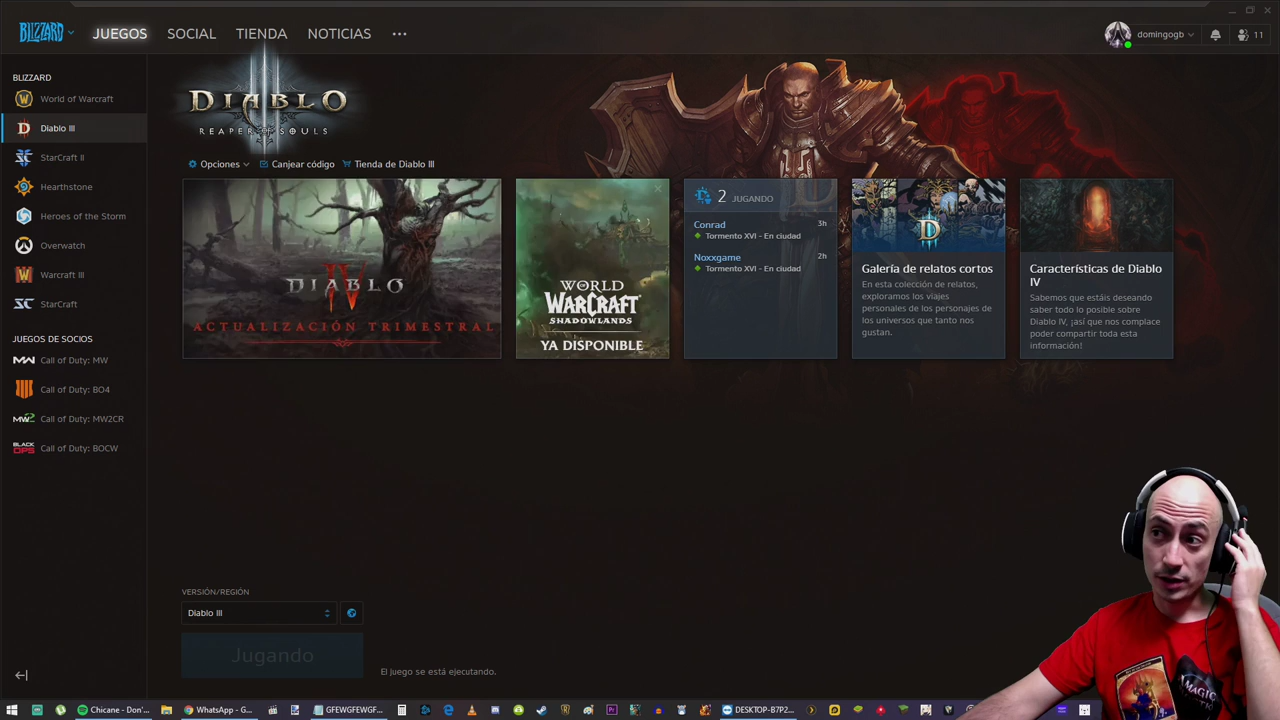 BLIZZARD
JUEGOS
SOCIAL
TIENDA
NOTICIAS
domingogb
11
BLIZZARD
World of Warcraft
Diablo III
StarCraft II
Hearthstone
Heroes of the Storm
Overwatch
Warcraft III
StarCraft
JUEGOS DE SOCIOS
Call of Duty: MW
Call of Duty: BO4
Call of Duty: MW2CR
Call of Duty: BOCW
DIABLO
REAPER OF SOULS
Opciones
Canjear código
Tienda de Diablo III
DIABLO
IV
ACTUALIZACIÓN TRIMESTRAL
WORLD
OF
WARCRAFT
SHADOWLANDS
YA DISPONIBLE
2 JUGANDO
Conrad 3h
Tormento XVI - En ciudad
Noxxgame 2h
Tormento XVI - En ciudad
Galería de relatos cortos
En esta colección de relatos,
exploramos los viajes
personales de los personajes de
los universos que tanto nos
gustan.
Características de Diablo
IV
Sabemos que estáis deseando
saber todo lo posible sobre
Diablo IV, ¡así que nos complace
poder compartir toda esta
información!
VERSIÓN/REGIÓN
Diablo III
Jugando
El juego se está ejecutando.
MAGIC
Chicane - Don'...
WhatsApp - G...
GFEWGFEWGF...
DESKTOP-B7P2...